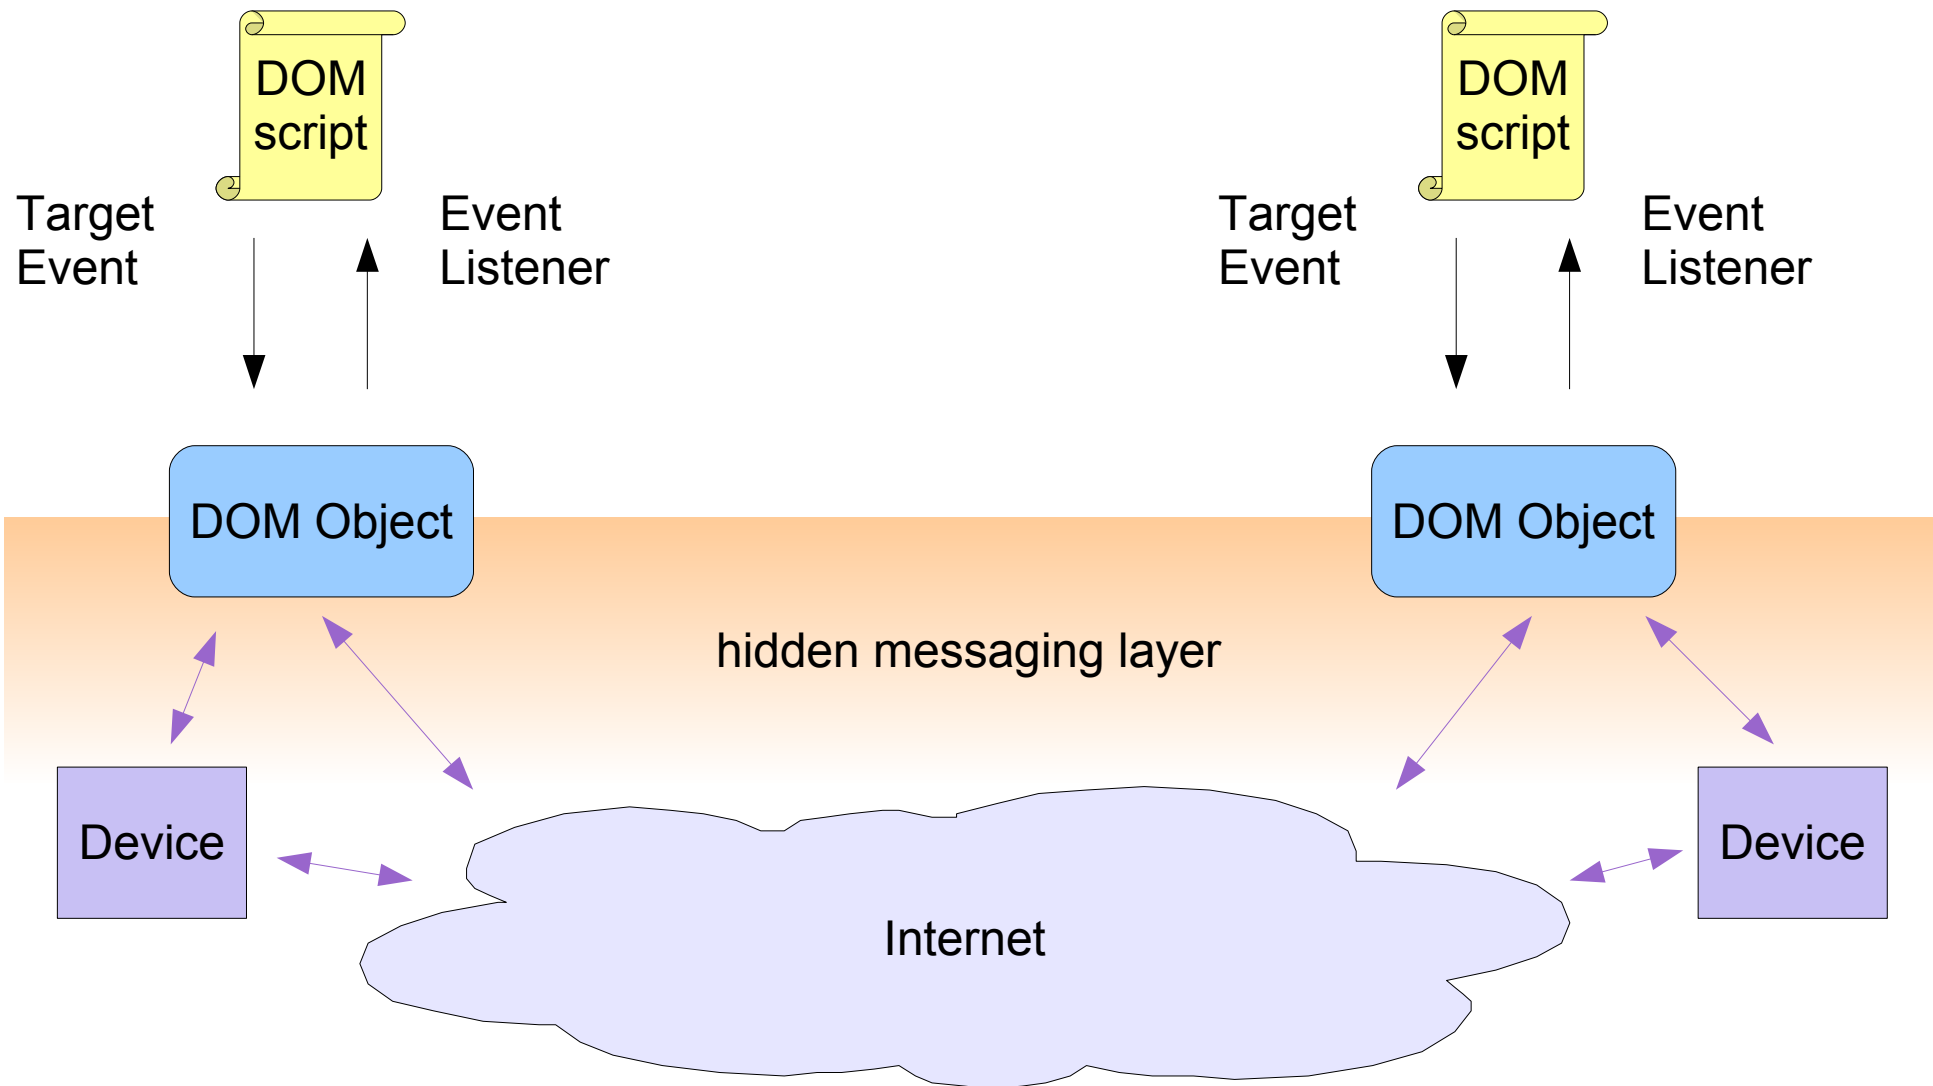 DOM
script
DOM
script
Target
Event
Event
Listener
Target
Event
Event
Listener
DOM Object
DOM Object
hidden messaging layer
Device
Device
Internet